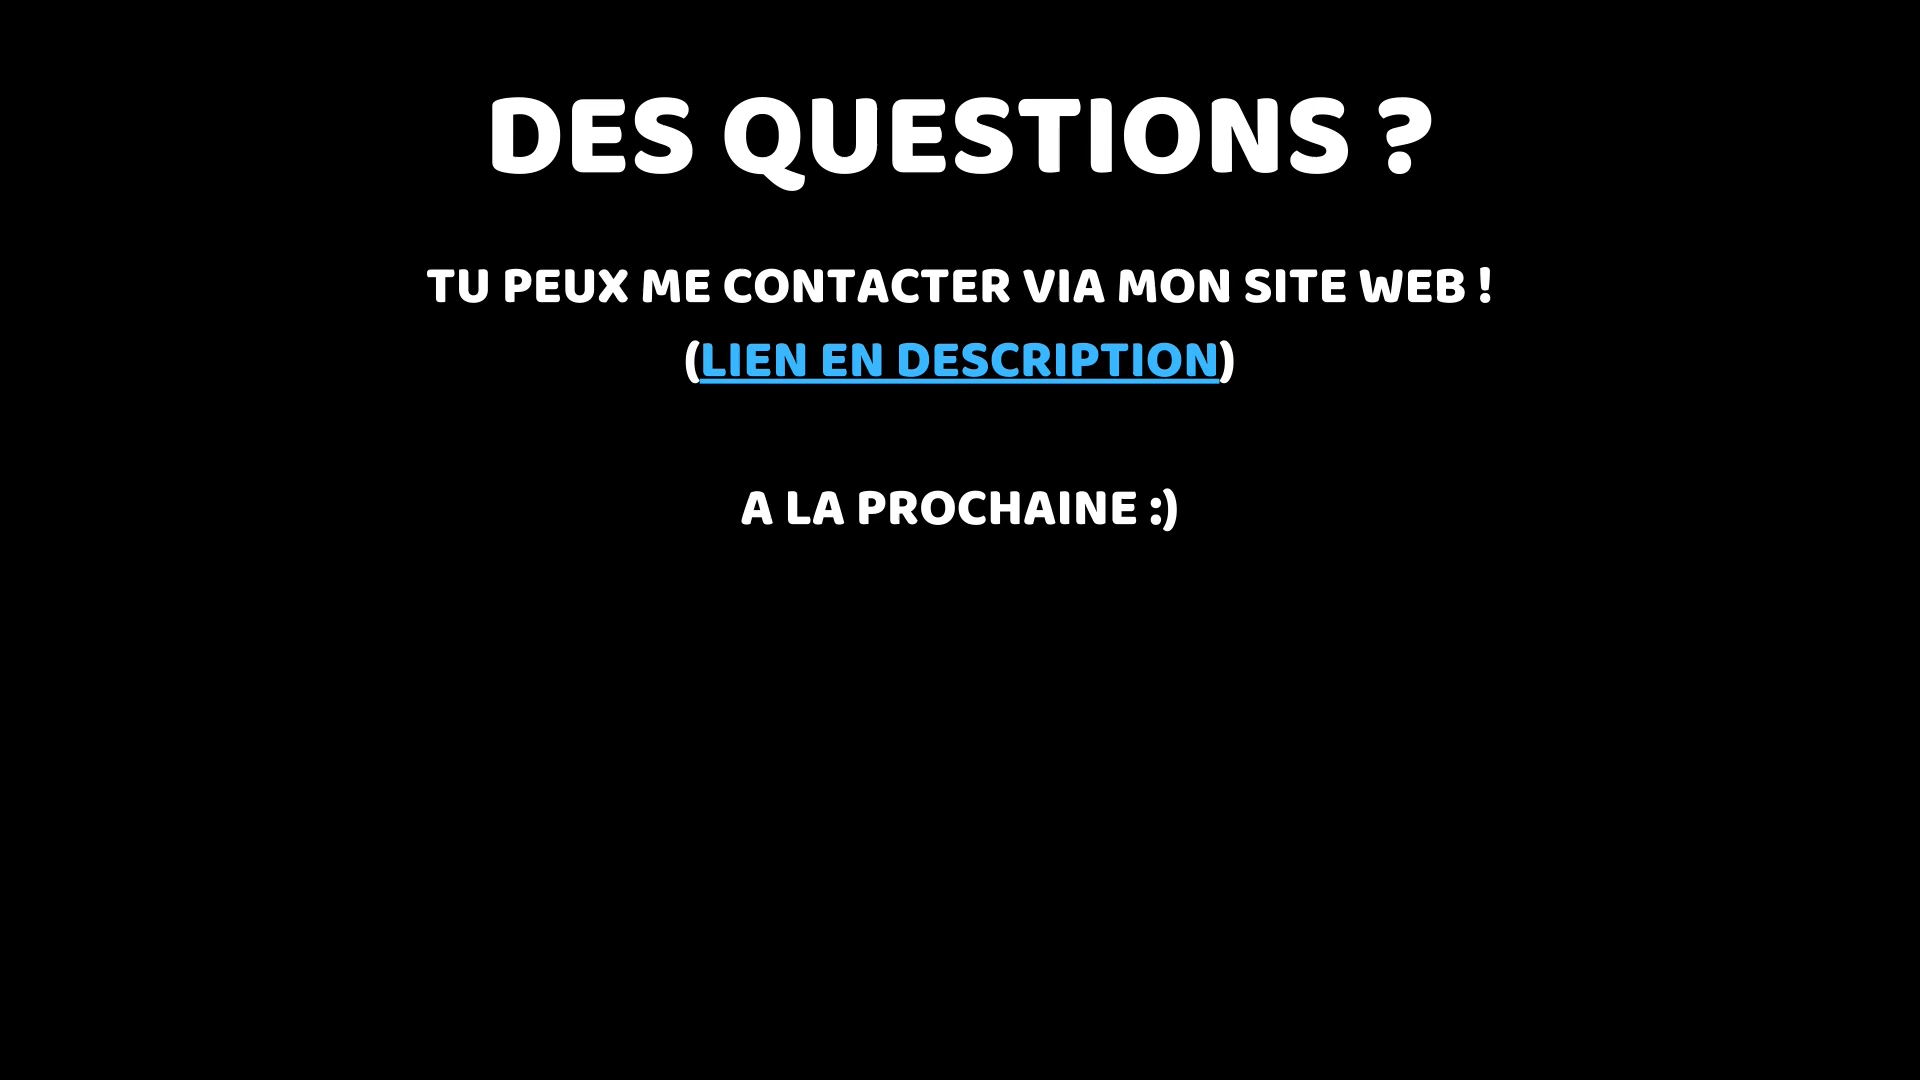 DES QUESTIONS ?
TU PEUX ME CONTACTER VIA MON SITE WEB !
(LIEN EN DESCRIPTION)
A LA PROCHAINE :)